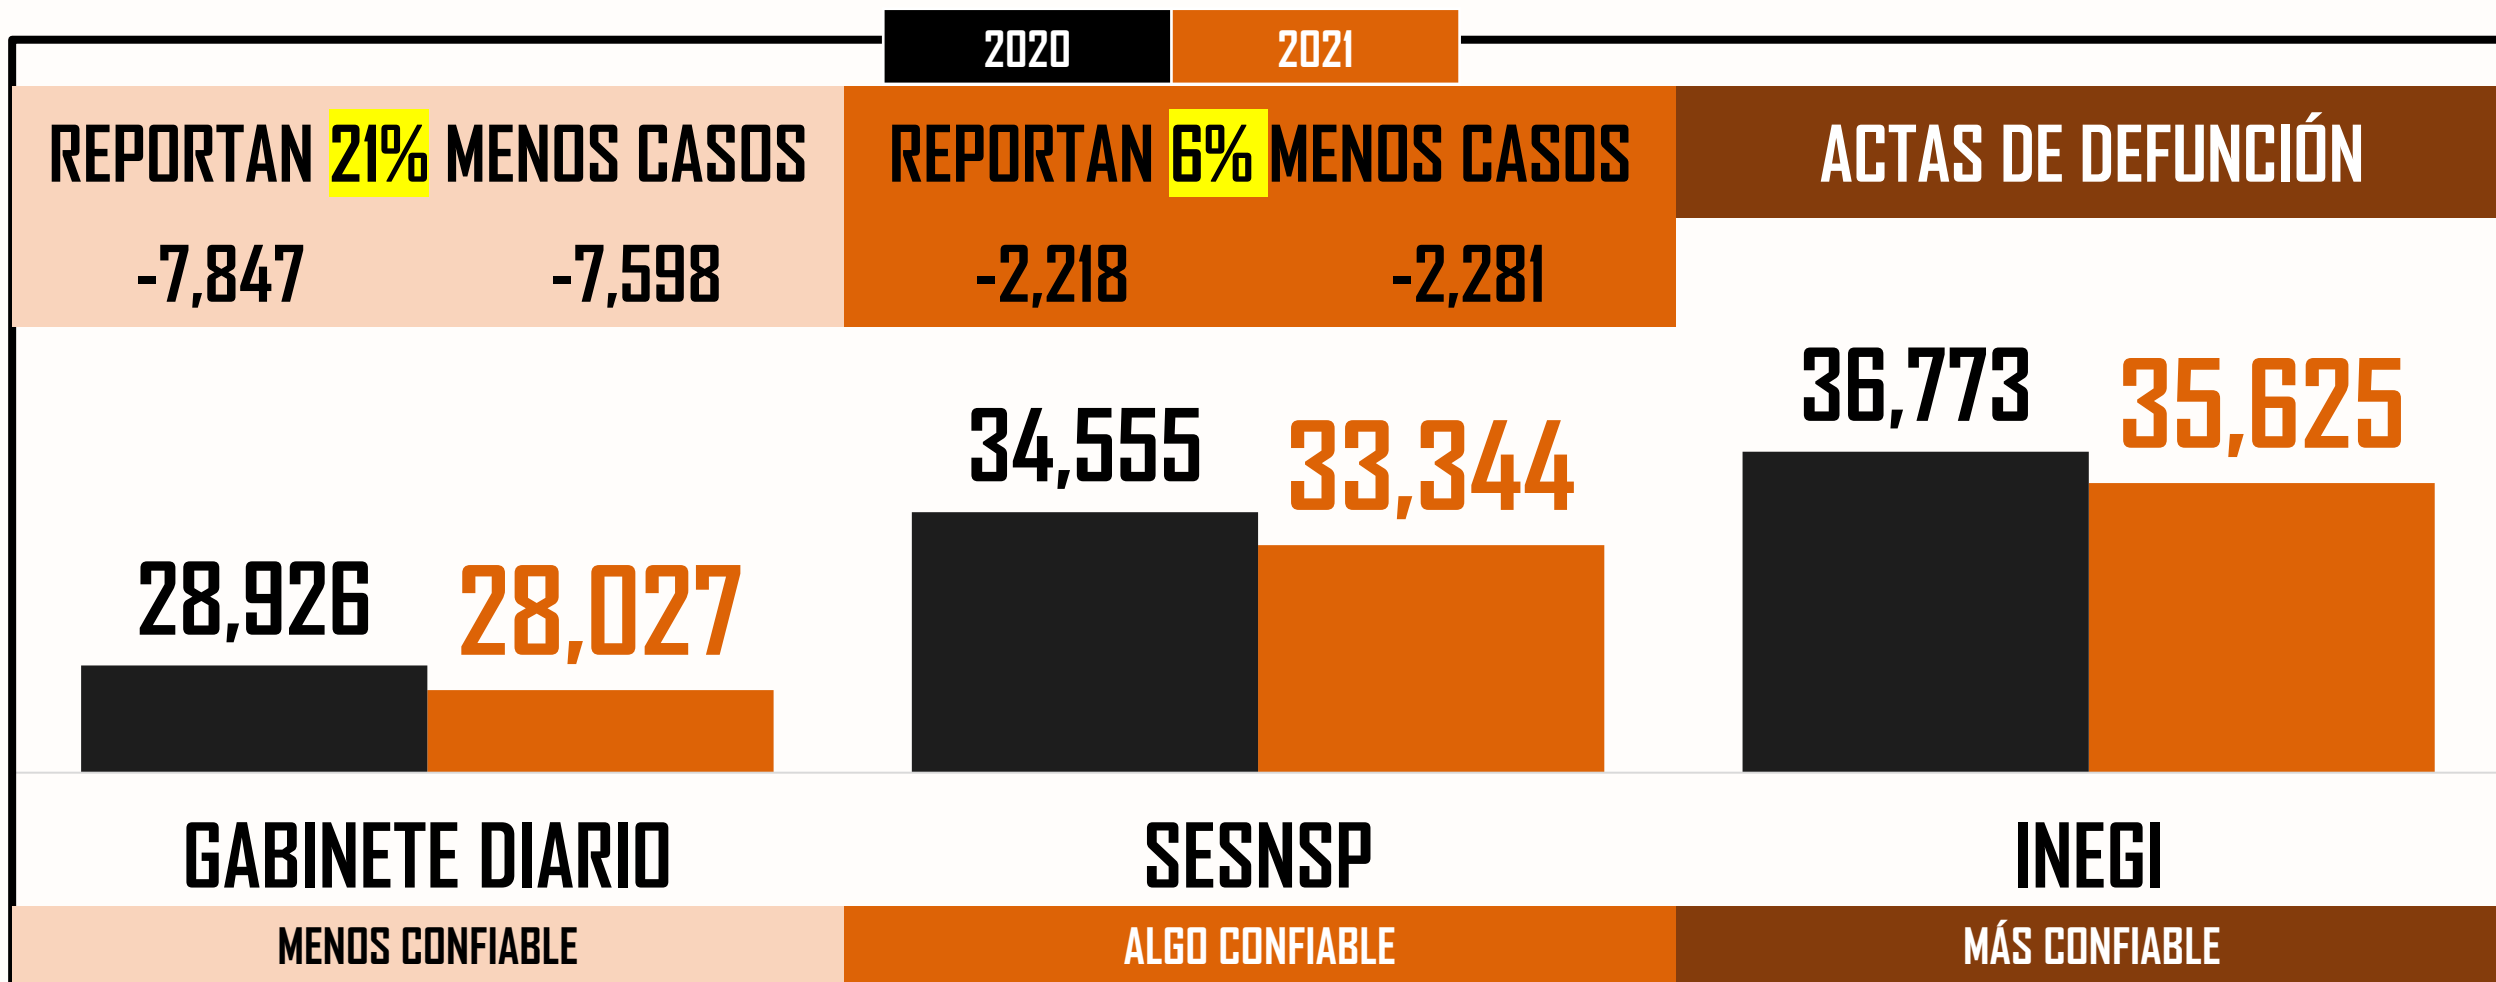 2020 2021
REPORTAN 21% MENOS CASOS
REPORTAN 6% MENOS CASOS
ACTAS DE DEFUNCIÓN
-7,847 -7,598 -2,218 -2,281
36,773 35,625
34,555 33,344
28,926 28,027
GABINETE DIARIO SESNSP INEGI
MENOS CONFIABLE ALGO CONFIABLE MÁS CONFIABLE